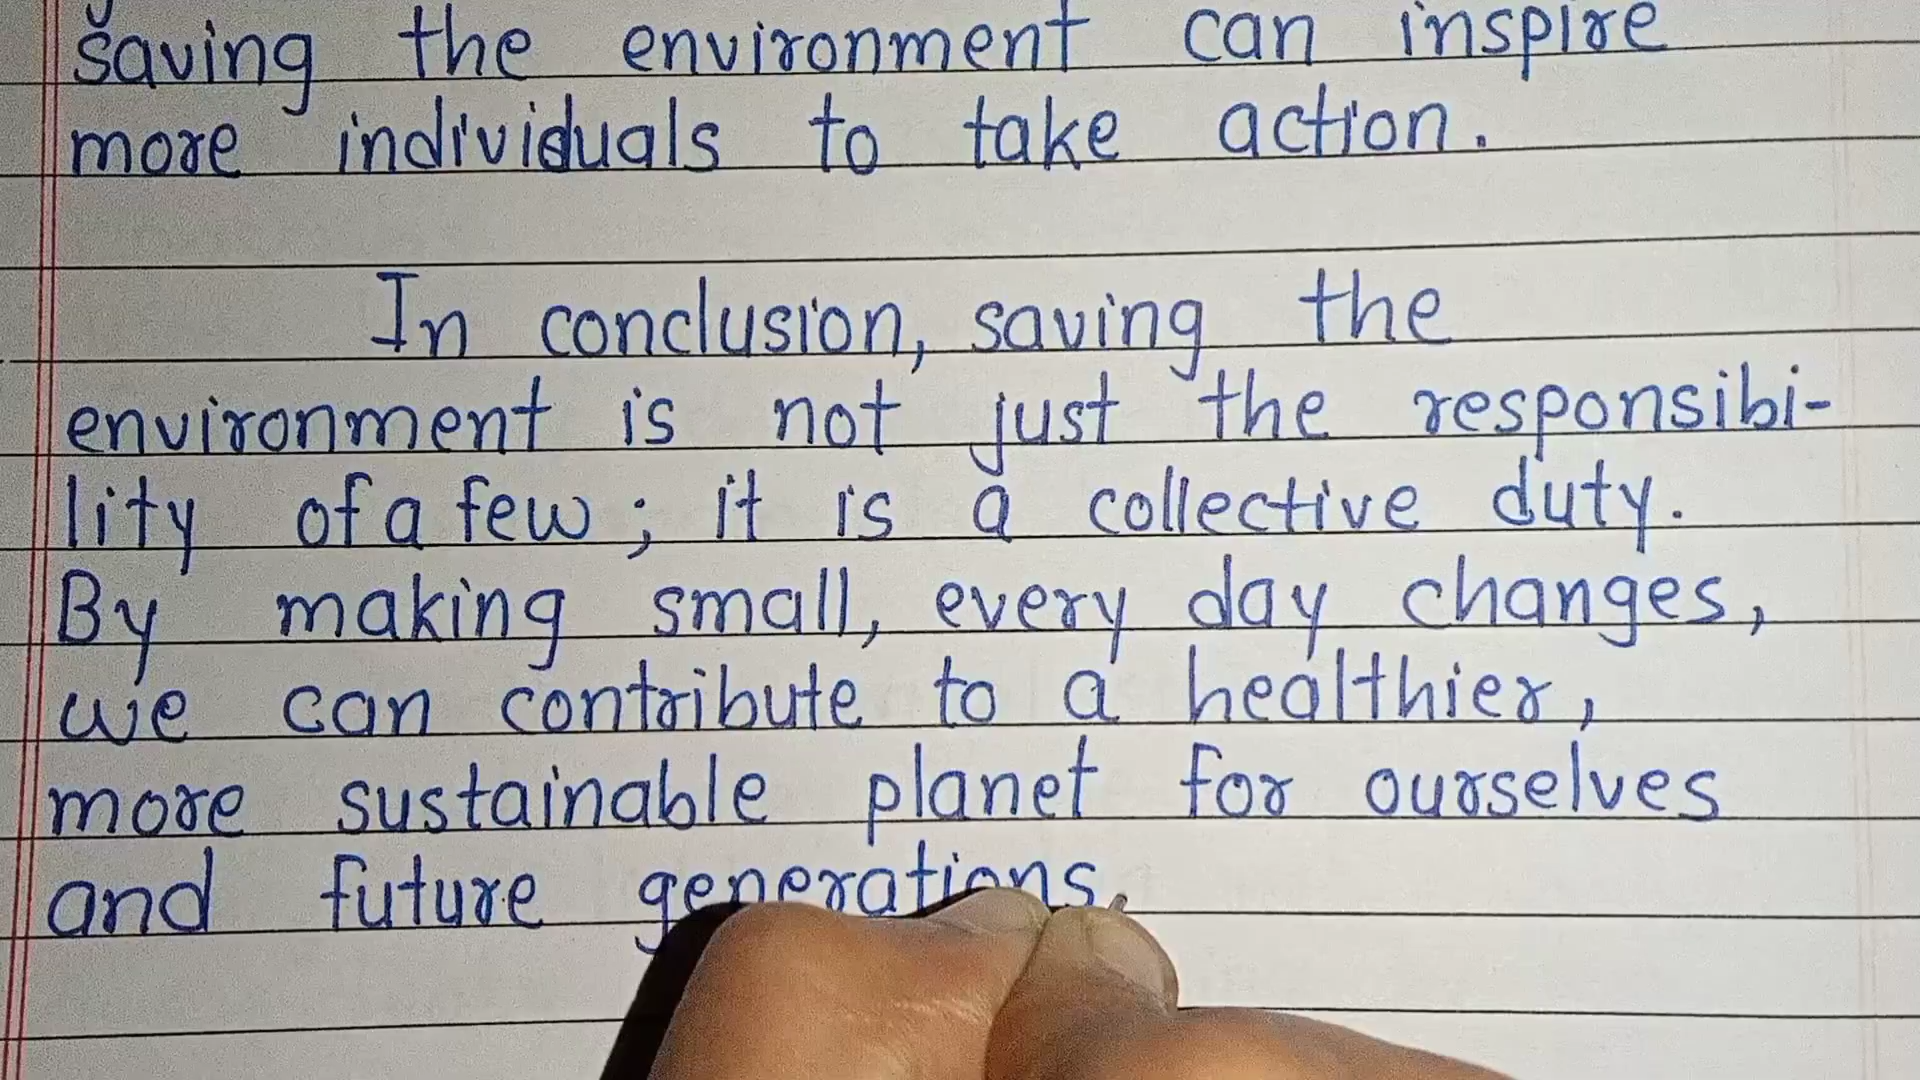 saving the environment can inspire
more individuals to take action.
In conclusion, saving the
environment is not just the responsibi-
lity of a few; it is a collective duty.
By making small, every day changes,
we can contribute to a healthier,
more sustainable planet for ourselves
and future generations.